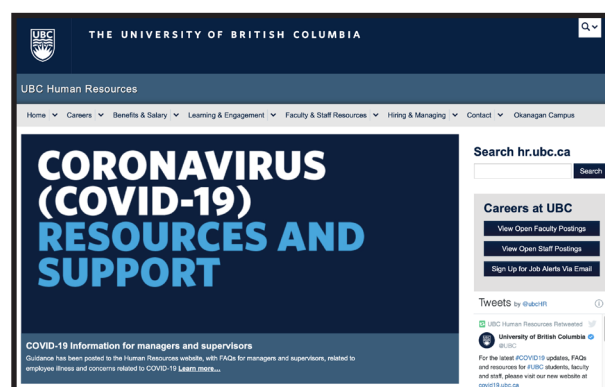 UBC
THE UNIVERSITY OF BRITISH COLUMBIA
UBC Human Resources
Home Careers Benefits & Salary Learning & Engagement Faculty & Staff Resources Hiring & Managing Contact Okanagan Campus
CORONAVIRUS
(COVID-19)
RESOURCES AND
SUPPORT
COVID-19 Information for managers and supervisors
Guidance has been posted to the Human Resources website, with FAQs for managers and supervisors, related to
employee illness and concerns related to COVID-19 Learn more...
Search hr.ubc.ca
Search
Careers at UBC
View Open Faculty Postings
View Open Staff Postings
Sign Up for Job Alerts Via Email
Tweets by @ubcHR
UBC Human Resources Retweeted
University of British Columbia
@UBC
For the latest #COVID19 updates, FAQs
and resources for #UBC students, faculty
and staff, please visit our new website at
covid19.ubc.ca